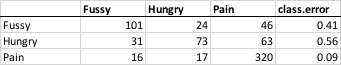 Fussy Hungry Pain class.error
Fussy 101 24 46 0.41
Hungry 31 73 63 0.56
Pain 16 17 320 0.09